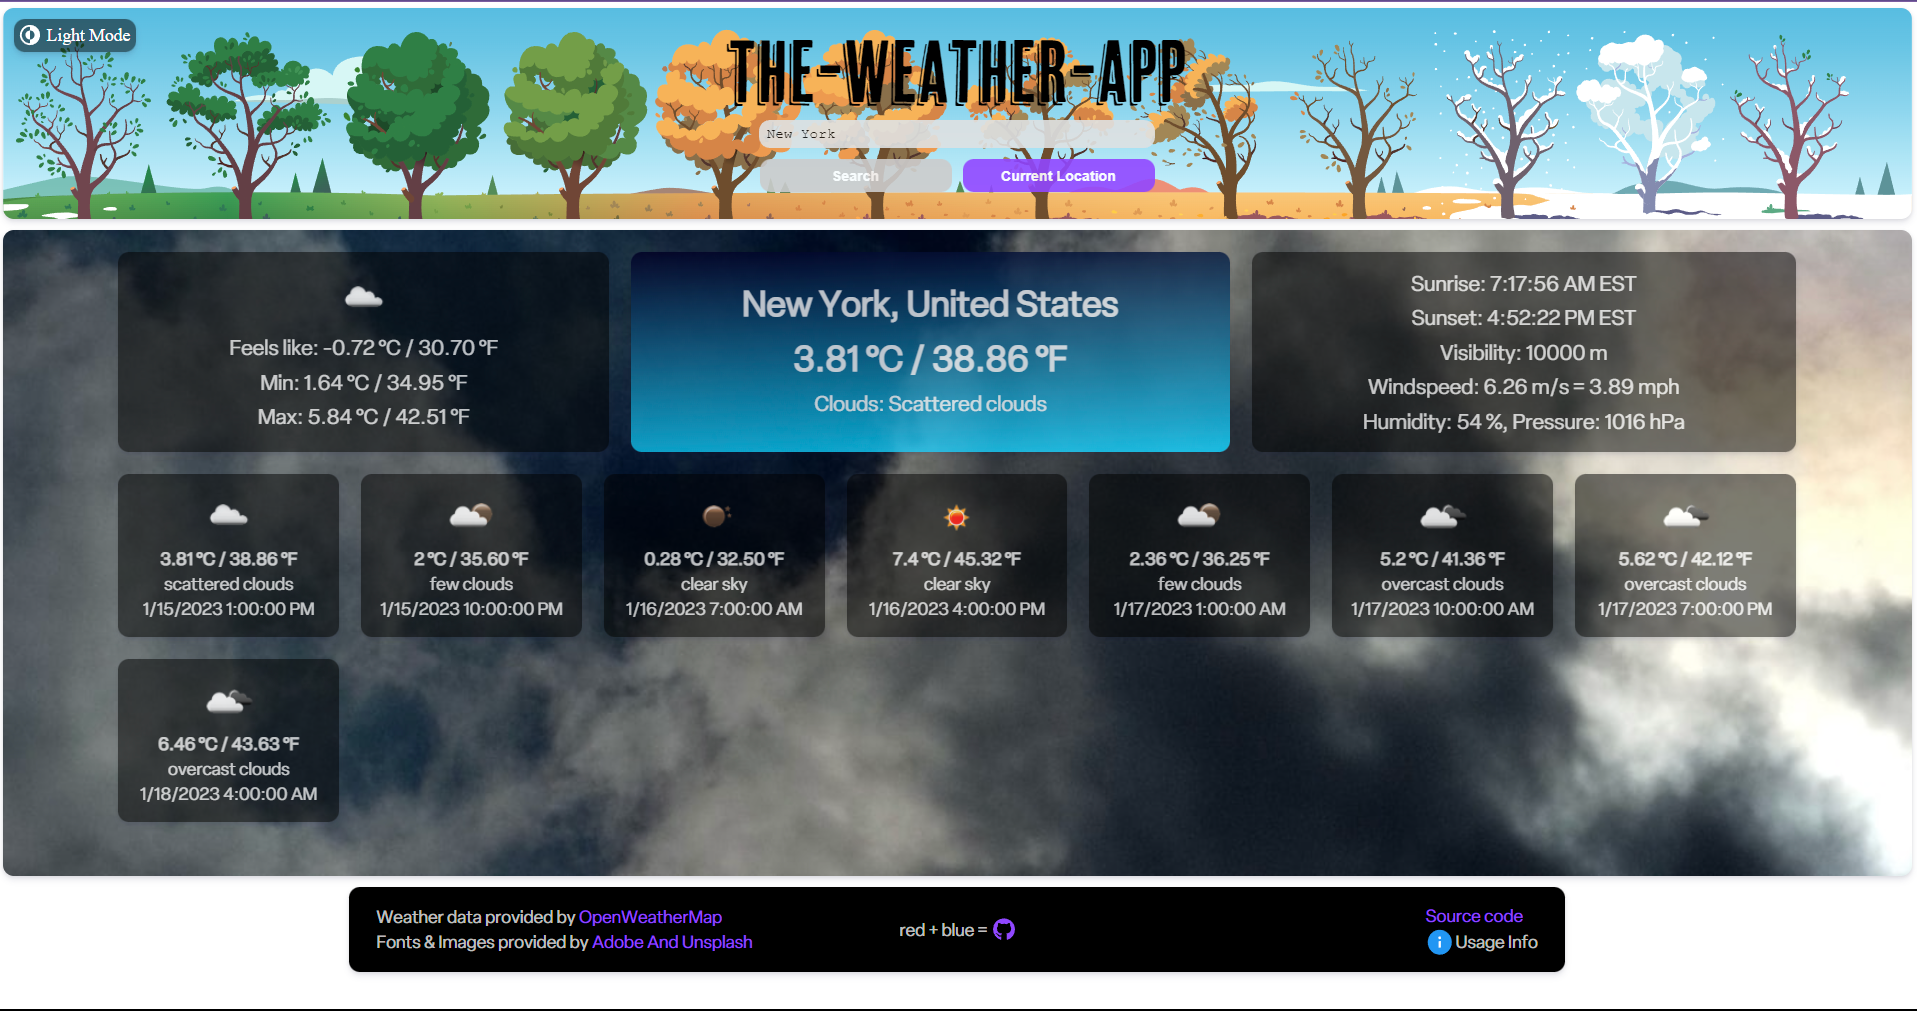 Light Mode
THE-WEATHER-APP
New York
Search
Current Location
Feels like: -0.72 °C / 30.70 °F
Min: 1.64 °C / 34.95 °F
Max: 5.84 °C / 42.51 °F
New York, United States
3.81 °C / 38.86 °F
Clouds: Scattered clouds
Sunrise: 7:17:56 AM EST
Sunset: 4:52:22 PM EST
Visibility: 10000 m
Windspeed: 6.26 m/s = 3.89 mph
Humidity: 54 %, Pressure: 1016 hPa
3.81 °C / 38.86 °F
scattered clouds
1/15/2023 1:00:00 PM
2 °C / 35.60 °F
few clouds
1/15/2023 10:00:00 PM
0.28 °C / 32.50 °F
clear sky
1/16/2023 7:00:00 AM
7.4 °C / 45.32 °F
clear sky
1/16/2023 4:00:00 PM
2.36 °C / 36.25 °F
few clouds
1/17/2023 1:00:00 AM
5.2 °C / 41.36 °F
overcast clouds
1/17/2023 10:00:00 AM
5.62 °C / 42.12 °F
overcast clouds
1/17/2023 7:00:00 PM
6.46 °C / 43.63 °F
overcast clouds
1/18/2023 4:00:00 AM
Weather data provided by OpenWeatherMap
Fonts & Images provided by Adobe And Unsplash
red + blue =
Source code
Usage Info